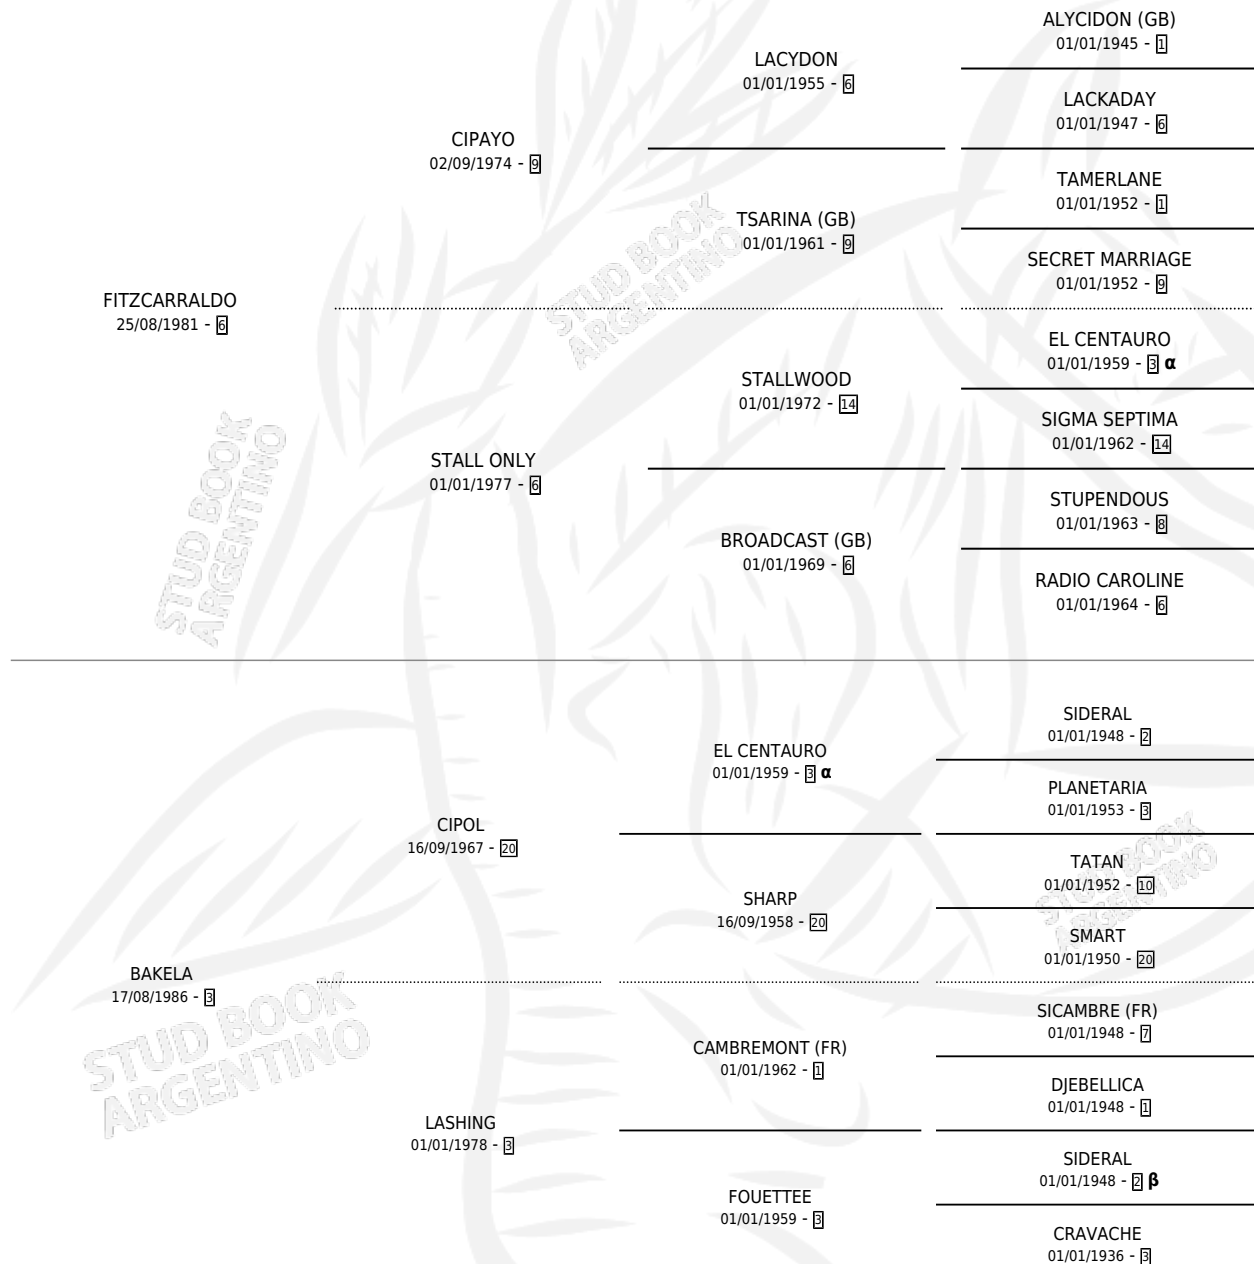 ALYCIDON (GB)
01/01/1945 - 1
LACYDON
01/01/1955 - 6
LACKADAY
01/01/1947 - 6
CIPAYO
02/09/1974 - 9
TAMERLANE
01/01/1952 - 1
TSARINA (GB)
01/01/1961 - 9
SECRET MARRIAGE
01/01/1952 - 9
FITZCARRALDO
25/08/1981 - 6
EL CENTAURO
01/01/1959 - 3 α
STALLWOOD
01/01/1972 - 14
SIGMA SEPTIMA
01/01/1962 - 14
STALL ONLY
01/01/1977 - 6
STUPENDOUS
01/01/1963 - 8
BROADCAST (GB)
01/01/1969 - 6
RADIO CAROLINE
01/01/1964 - 6
SIDERAL
01/01/1948 - 2
EL CENTAURO
01/01/1959 - 3 α
PLANETARIA
01/01/1953 - 3
CIPOL
16/09/1967 - 20
TATAN
01/01/1952 - 10
SHARP
16/09/1958 - 20
SMART
01/01/1950 - 20
BAKELA
17/08/1986 - 3
SICAMBRE (FR)
01/01/1948 - 7
CAMBREMONT (FR)
01/01/1962 - 1
DJEBELLICA
01/01/1948 - 1
LASHING
01/01/1978 - 3
SIDERAL
01/01/1948 - 2 β
FOUETTEE
01/01/1959 - 3
CRAVACHE
01/01/1936 - 3
STUD BOOK
ARGENTINO
STUD BOOK
ARGENTINO
STUD BOOK
ARGENTINO
STUD BOOK
ARGENTINO